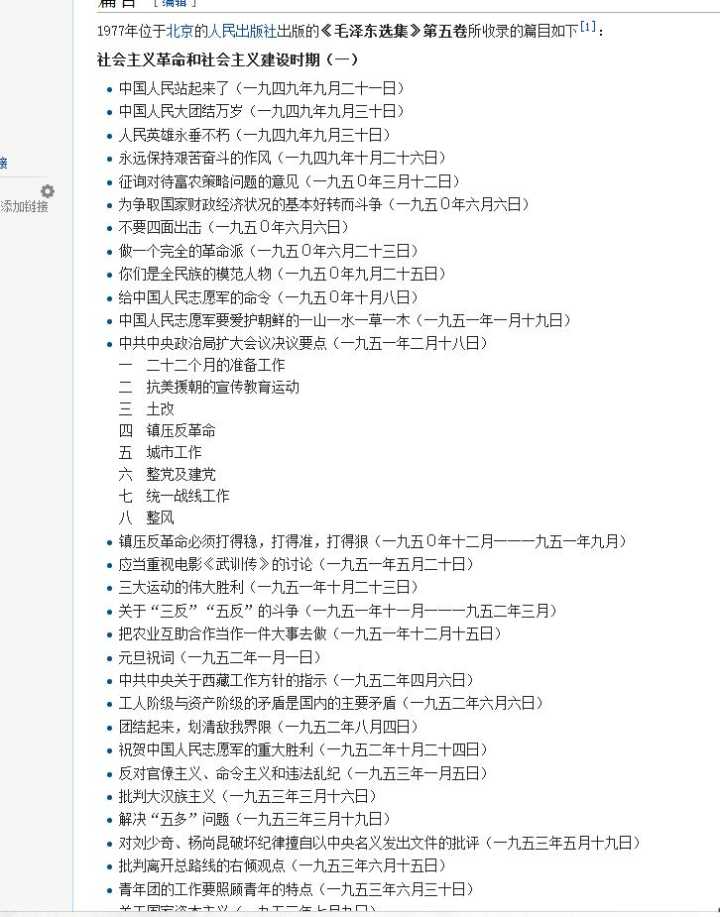 篇目 [编辑]
1977年位于北京的人民出版社出版的《毛泽东选集》第五卷所收录的篇目如下[1]：
社会主义革命和社会主义建设时期（一）
• 中国人民站起来了（一九四九年九月二十一日）
• 中国人民大团结万岁（一九四九年九月三十日）
• 人民英雄永垂不朽（一九四九年九月三十日）
• 永远保持艰苦奋斗的作风（一九四九年十月二十六日）
接
• 征询对待富农策略问题的意见（一九五０年三月十二日）
添加链接
• 为争取国家财政经济状况的基本好转而斗争（一九五０年六月六日）
• 不要四面出击（一九五０年六月六日）
• 做一个完全的革命派（一九五０年六月二十三日）
• 你们是全民族的模范人物（一九五０年九月二十五日）
• 给中国人民志愿军的命令（一九五０年十月八日）
• 中国人民志愿军要爱护朝鲜的一山一水一草一木（一九五一年一月十九日）
• 中共中央政治局扩大会议决议要点（一九五一年二月十八日）
一　二十二个月的准备工作
二　抗美援朝的宣传教育运动
三　土改
四　镇压反革命
五　城市工作
六　整党及建党
七　统一战线工作
八　整风
• 镇压反革命必须打得稳，打得准，打得狠（一九五０年十二月——一九五一年九月）
• 应当重视电影《武训传》的讨论（一九五一年五月二十日）
• 三大运动的伟大胜利（一九五一年十月二十三日）
• 关于“三反”“五反”的斗争（一九五一年十一月——一九五二年三月）
• 把农业互助合作当作一件大事去做（一九五一年十二月十五日）
• 元旦祝词（一九五二年一月一日）
• 中共中央关于西藏工作方针的指示（一九五二年四月六日）
• 工人阶级与资产阶级的矛盾是国内的主要矛盾（一九五二年六月六日）
• 团结起来，划清敌我界限（一九五二年八月四日）
• 祝贺中国人民志愿军的重大胜利（一九五二年十月二十四日）
• 反对官僚主义、命令主义和违法乱纪（一九五三年一月五日）
• 批判大汉族主义（一九五三年三月十六日）
• 解决“五多”问题（一九五三年三月十九日）
• 对刘少奇、杨尚昆破坏纪律擅自以中央名义发出文件的批评（一九五三年五月十九日）
• 批判离开总路线的右倾观点（一九五三年六月十五日）
• 青年团的工作要照顾青年的特点（一九五三年六月三十日）
关于国家资本主义（一九五三年七月九日）